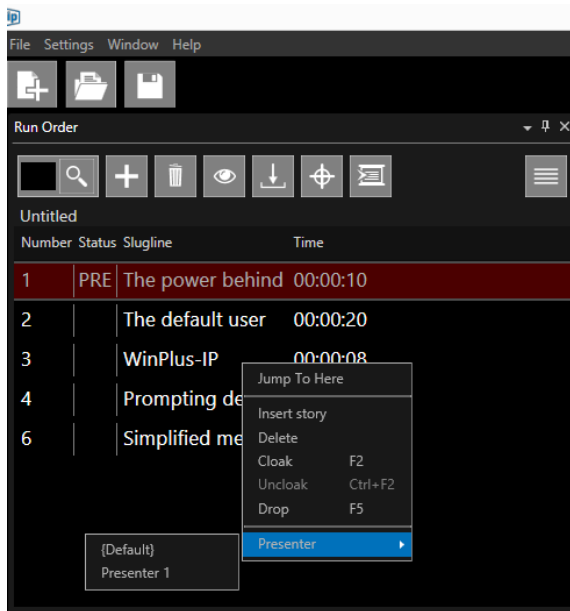 ip
File Settings Window Help
Run Order
Untitled
Number Status Slugline Time
1 PRE The power behind 00:00:10
2 The default user 00:00:20
3 WinPlus-IP 00:00:08
4 Prompting de
6 Simplified me
Jump To Here
Insert story
Delete
Cloak F2
Uncloak Ctrl+F2
Drop F5
Presenter
{Default}
Presenter 1